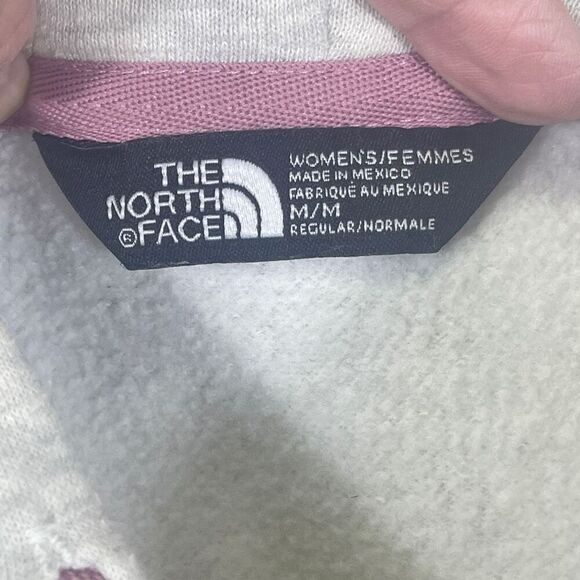 THE
NORTH
®FACE
WOMEN'S/FEMMES
MADE IN MEXICO
FABRIQUÉ AU MEXIQUE
M/M
REGULAR/NORMALE